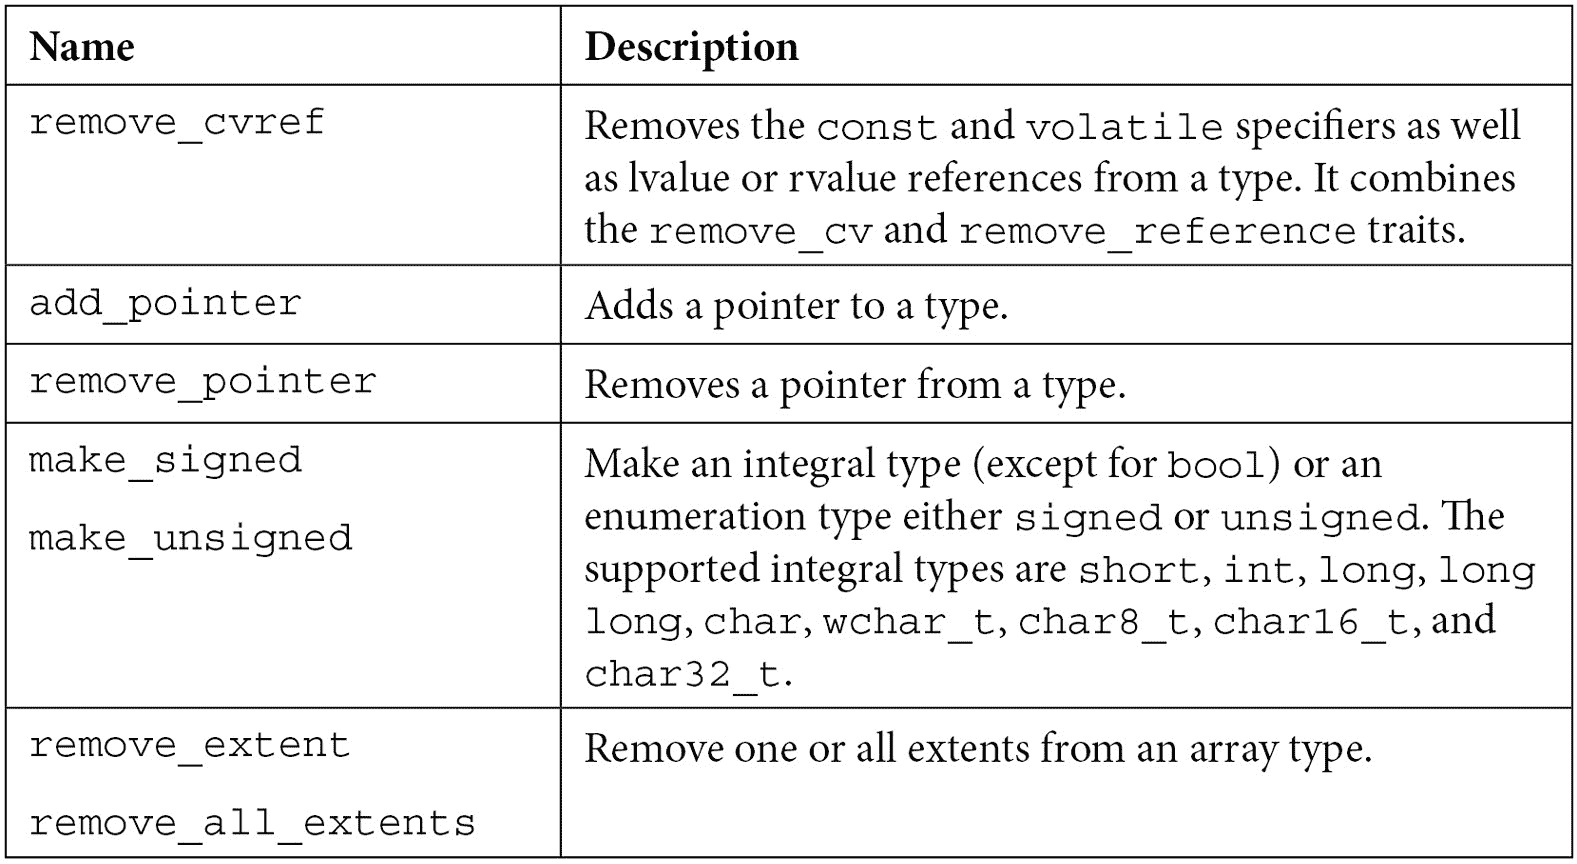 Name Description
remove_cvref Removes the const and volatile specifiers as well
as lvalue or rvalue references from a type. It combines
the remove_cv and remove_reference traits.
add_pointer Adds a pointer to a type.
remove_pointer Removes a pointer from a type.
make_signed Make an integral type (except for bool) or an
enumeration type either signed or unsigned. The
make_unsigned supported integral types are short, int, long, long
long, char, wchar_t, char8_t, char16_t, and
char32_t.
remove_extent Remove one or all extents from an array type.
remove_all_extents